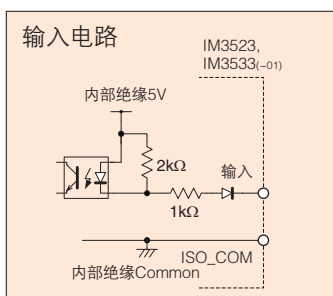 输入电路
IM3523,
IM3533(-01)
内部绝缘5V
2kΩ
输入
1kΩ
ISO_COM
内部绝缘Common